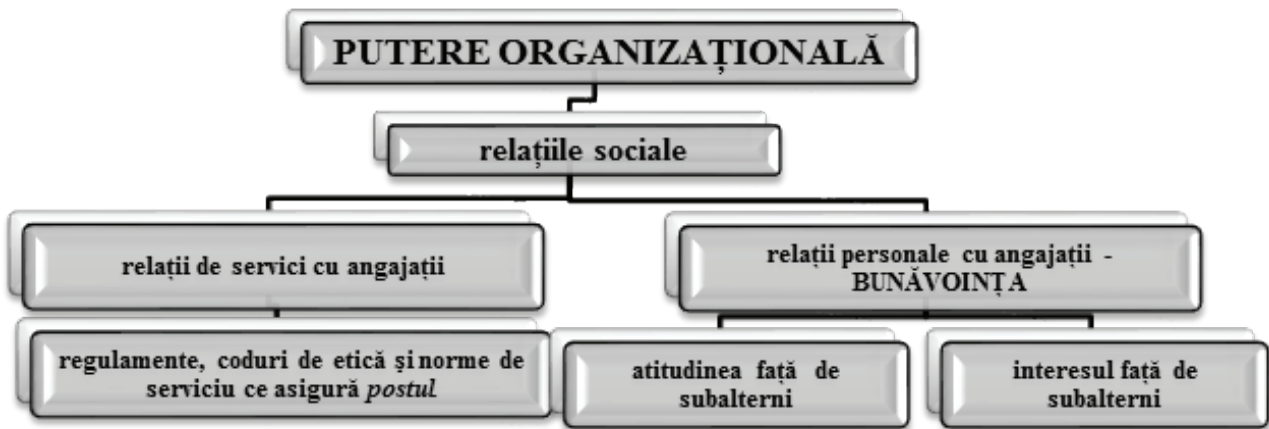 PUTERE ORGANIZAȚIONALĂ
relațiile sociale
relații de servici cu angajații
relații personale cu angajații -
BUNĂVOINȚA
regulamente, coduri de etică și norme de
serviciu ce asigură postul
atitudinea față de
subalterni
interesul față de
subalterni